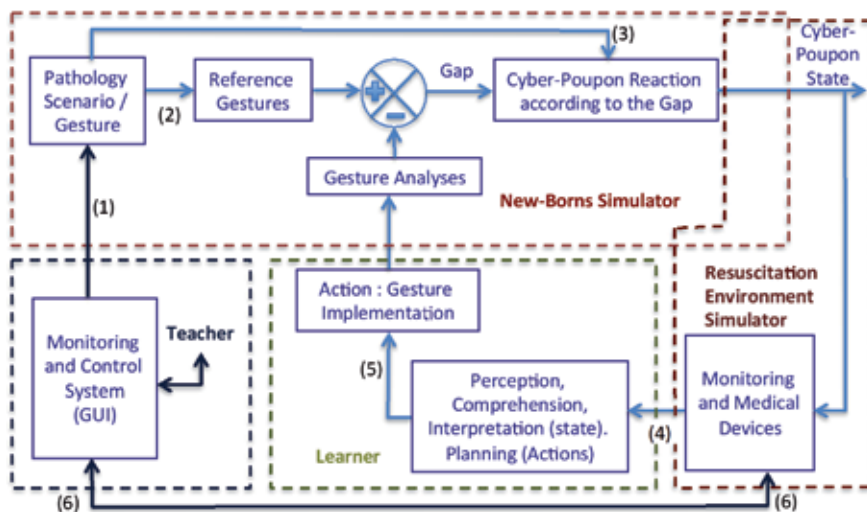 (3)
Cyber-
Poupon
State
Pathology
Scenario /
Gesture
(2)
Reference
Gestures
Gap
Cyber-Poupon Reaction
according to the Gap
Gesture Analyses
New-Borns Simulator
(1)
Action : Gesture
Implementation
Resuscitation
Environment
Simulator
Monitoring
and Control
System
(GUI)
Teacher
(5)
Perception,
Comprehension,
Interpretation (state).
Planning (Actions)
(4)
Monitoring
and Medical
Devices
Learner
(6)
(6)